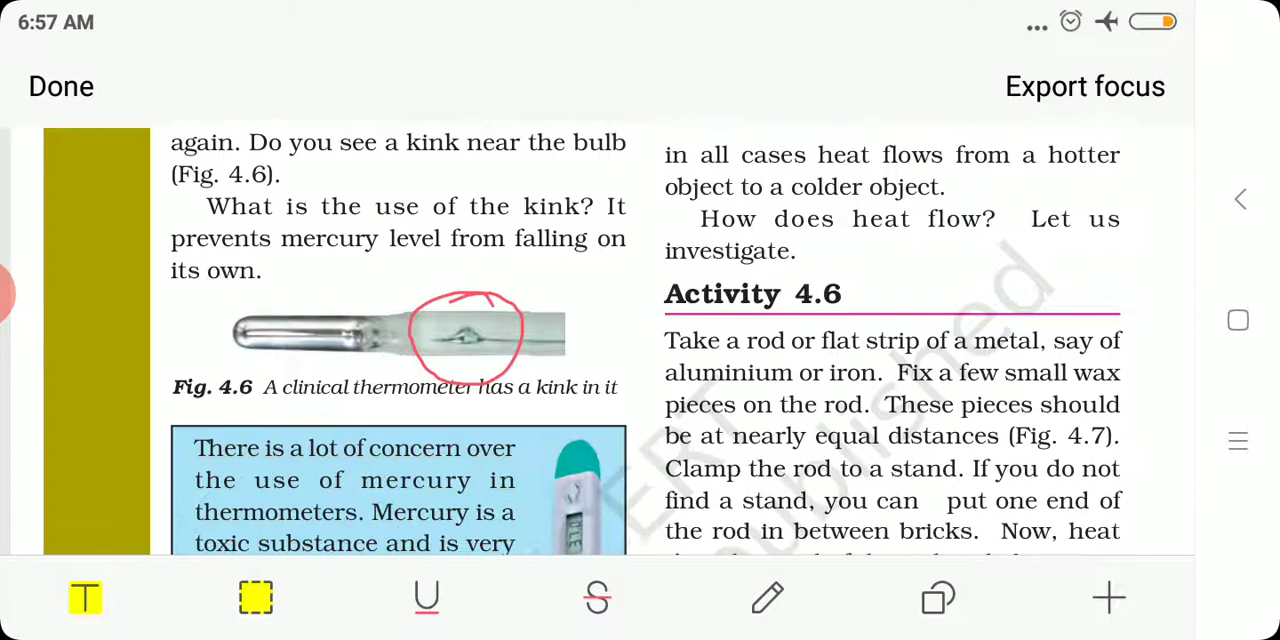 6:57 AM
Done
Export focus
again. Do you see a kink near the bulb
(Fig. 4.6).
What is the use of the kink? It
prevents mercury level from falling on
its own.
Fig. 4.6 A clinical thermometer has a kink in it
There is a lot of concern over
the use of mercury in
thermometers. Mercury is a
toxic substance and is very
in all cases heat flows from a hotter
object to a colder object.
How does heat flow? Let us
investigate.
Activity 4.6
Take a rod or flat strip of a metal, say of
aluminium or iron. Fix a few small wax
pieces on the rod. These pieces should
be at nearly equal distances (Fig. 4.7).
Clamp the rod to a stand. If you do not
find a stand, you can put one end of
the rod in between bricks. Now, heat
T
U
S